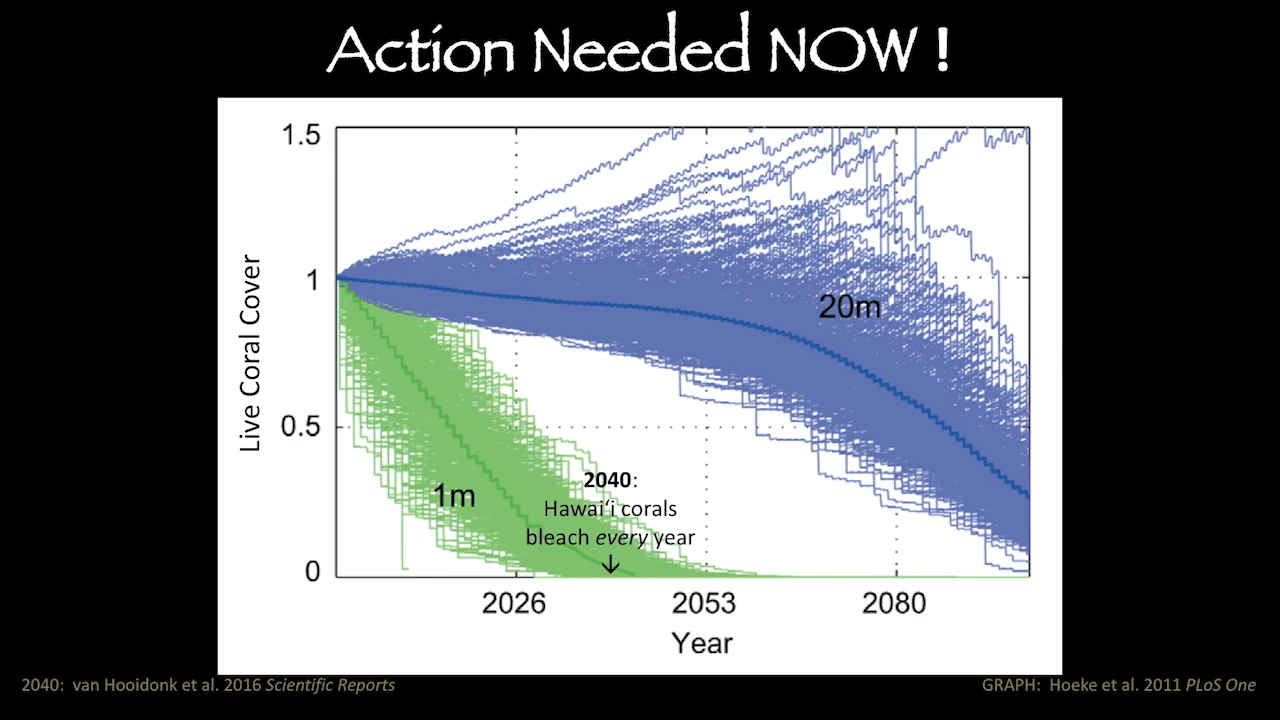 Action Needed NOW !
1.5
1
0.5
0
Live Coral Cover
20m
1m
2040:
Hawaiʻi corals
bleach every year
↓
2026
2053
2080
Year
2040: van Hooidonk et al. 2016 Scientific Reports
GRAPH: Hoeke et al. 2011 PLoS One